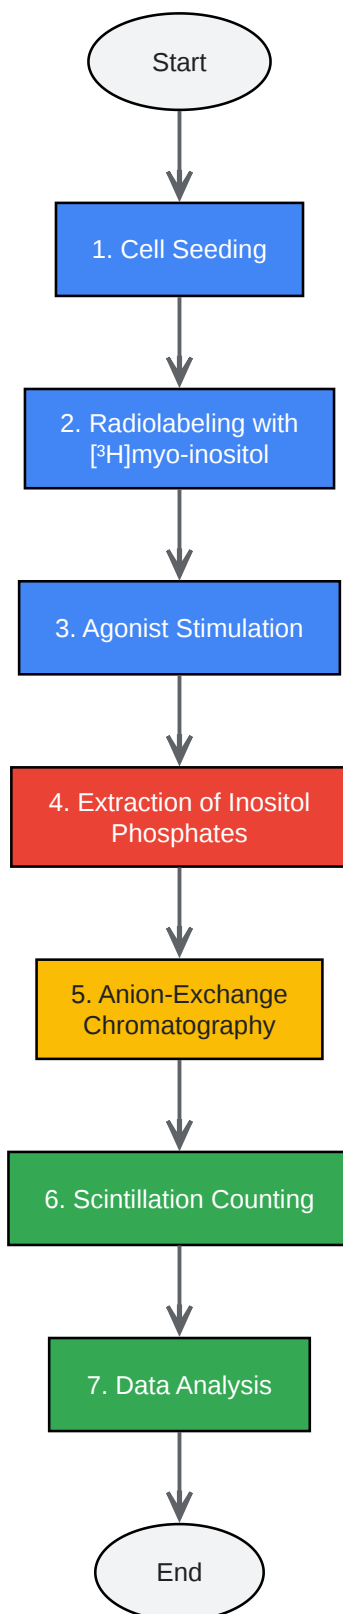 Start
1. Cell Seeding
2. Radiolabeling with
[³H]myo-inositol
3. Agonist Stimulation
4. Extraction of Inositol
Phosphates
5. Anion-Exchange
Chromatography
6. Scintillation Counting
7. Data Analysis
End